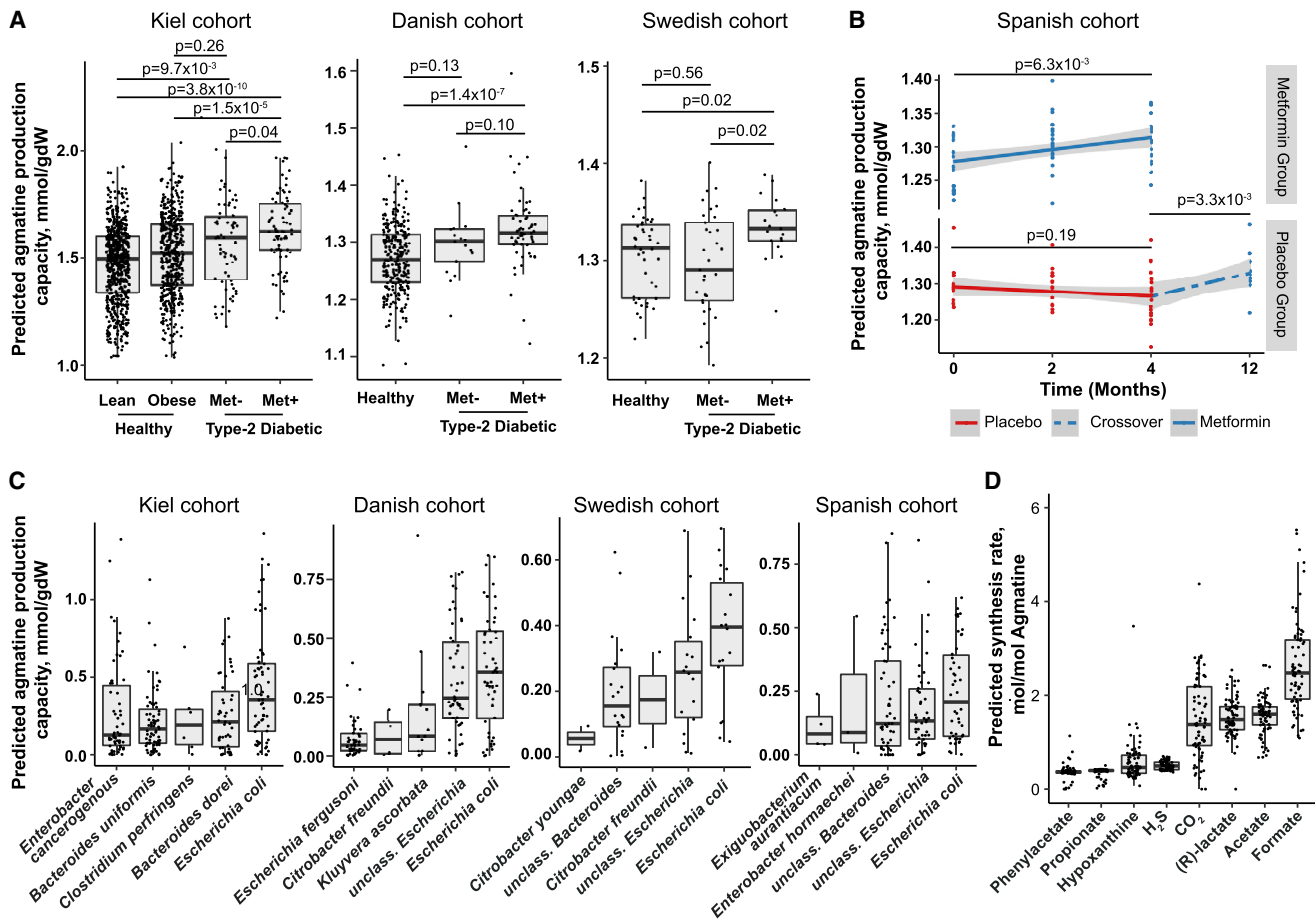 A
Kiel cohort
Danish cohort
Swedish cohort
B
Spanish cohort
Predicted agmatine production
capacity, mmol/gdW
p=0.26
p=9.7x10⁻³
p=3.8x10⁻¹⁰
p=1.5x10⁻⁵
p=0.04
2.0
1.5
1.0
Lean
Obese
Met-
Met+
Healthy
Type-2 Diabetic
1.6
1.5
1.4
1.3
1.2
1.1
p=0.13
p=1.4x10⁻⁷
p=0.10
Healthy
Met-
Met+
Type-2 Diabetic
1.5
1.4
1.3
1.2
p=0.56
p=0.02
p=0.02
Healthy
Met-
Met+
Type-2 Diabetic
Predicted agmatine production
capacity, mmol/gdW
1.40
1.30
1.25
p=6.3x10⁻³
Metformin Group
p=3.3x10⁻³
1.40
1.30
1.20
p=0.19
Placebo Group
0
2
4
12
Time (Months)
Placebo
Crossover
Metformin
C
Kiel cohort
Danish cohort
Swedish cohort
Spanish cohort
D
Predicted agmatine production
capacity, mmol/gdW
1.0
0.5
0.0
1.0
Enterobacter
cancerogenous
Bacteroides uniformis
Clostridium perfringens
Bacteroides dorei
Escherichia coli
0.75
0.50
0.25
0.00
Escherichia fergusoni
Citrobacter freundii
Kluyvera ascorbata
unclass. Escherichia
Escherichia coli
0.60
0.40
0.20
0.00
Citrobacter youngae
unclass. Bacteroides
Citrobacter freundii
unclass. Escherichia
Escherichia coli
0.75
0.50
0.25
0.00
Exiguobacterium
aurantiacum
Enterobacter hormaechei
unclass. Bacteroides
unclass. Escherichia
Escherichia coli
Predicted synthesis rate,
mol/mol Agmatine
6
4
2
0
Phenylacetate
Propionate
Hypoxanthine
H₂S
CO₂
(R)-lactate
Acetate
Formate